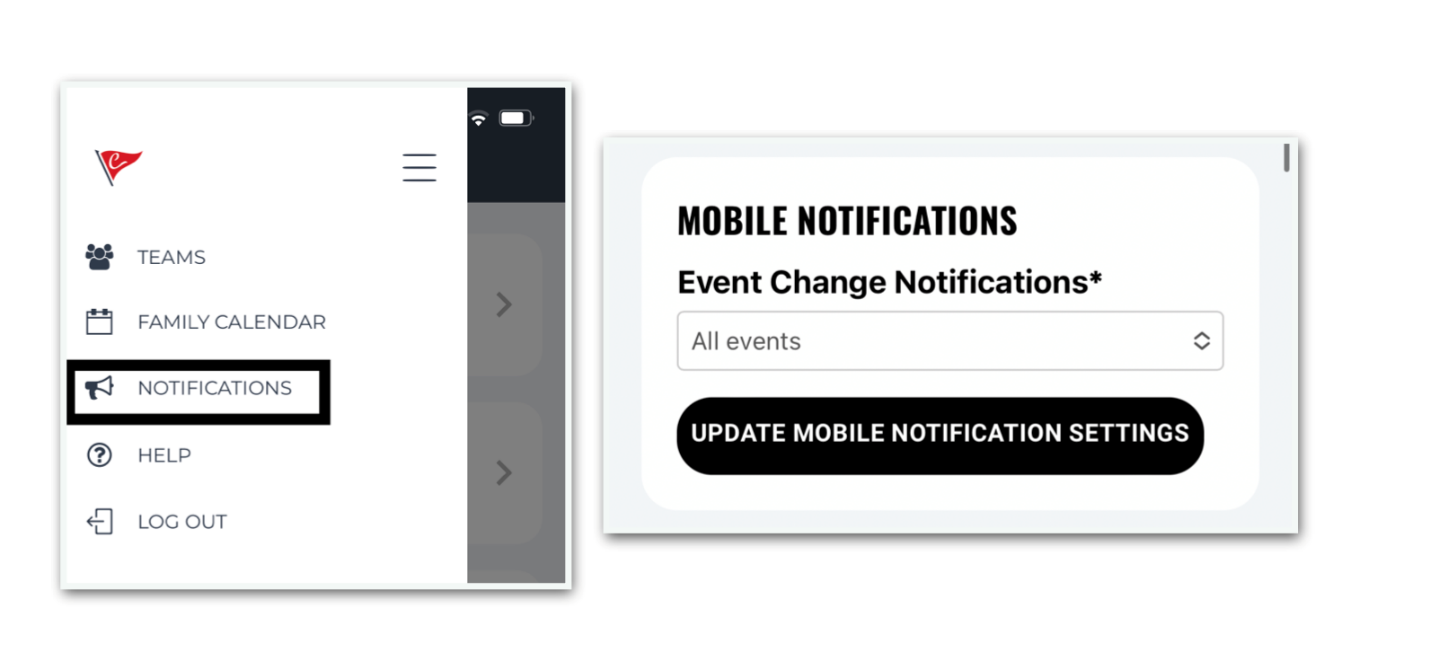 C
TEAMS
FAMILY CALENDAR
NOTIFICATIONS
HELP
LOG OUT
MOBILE NOTIFICATIONS
Event Change Notifications*
All events
UPDATE MOBILE NOTIFICATION SETTINGS